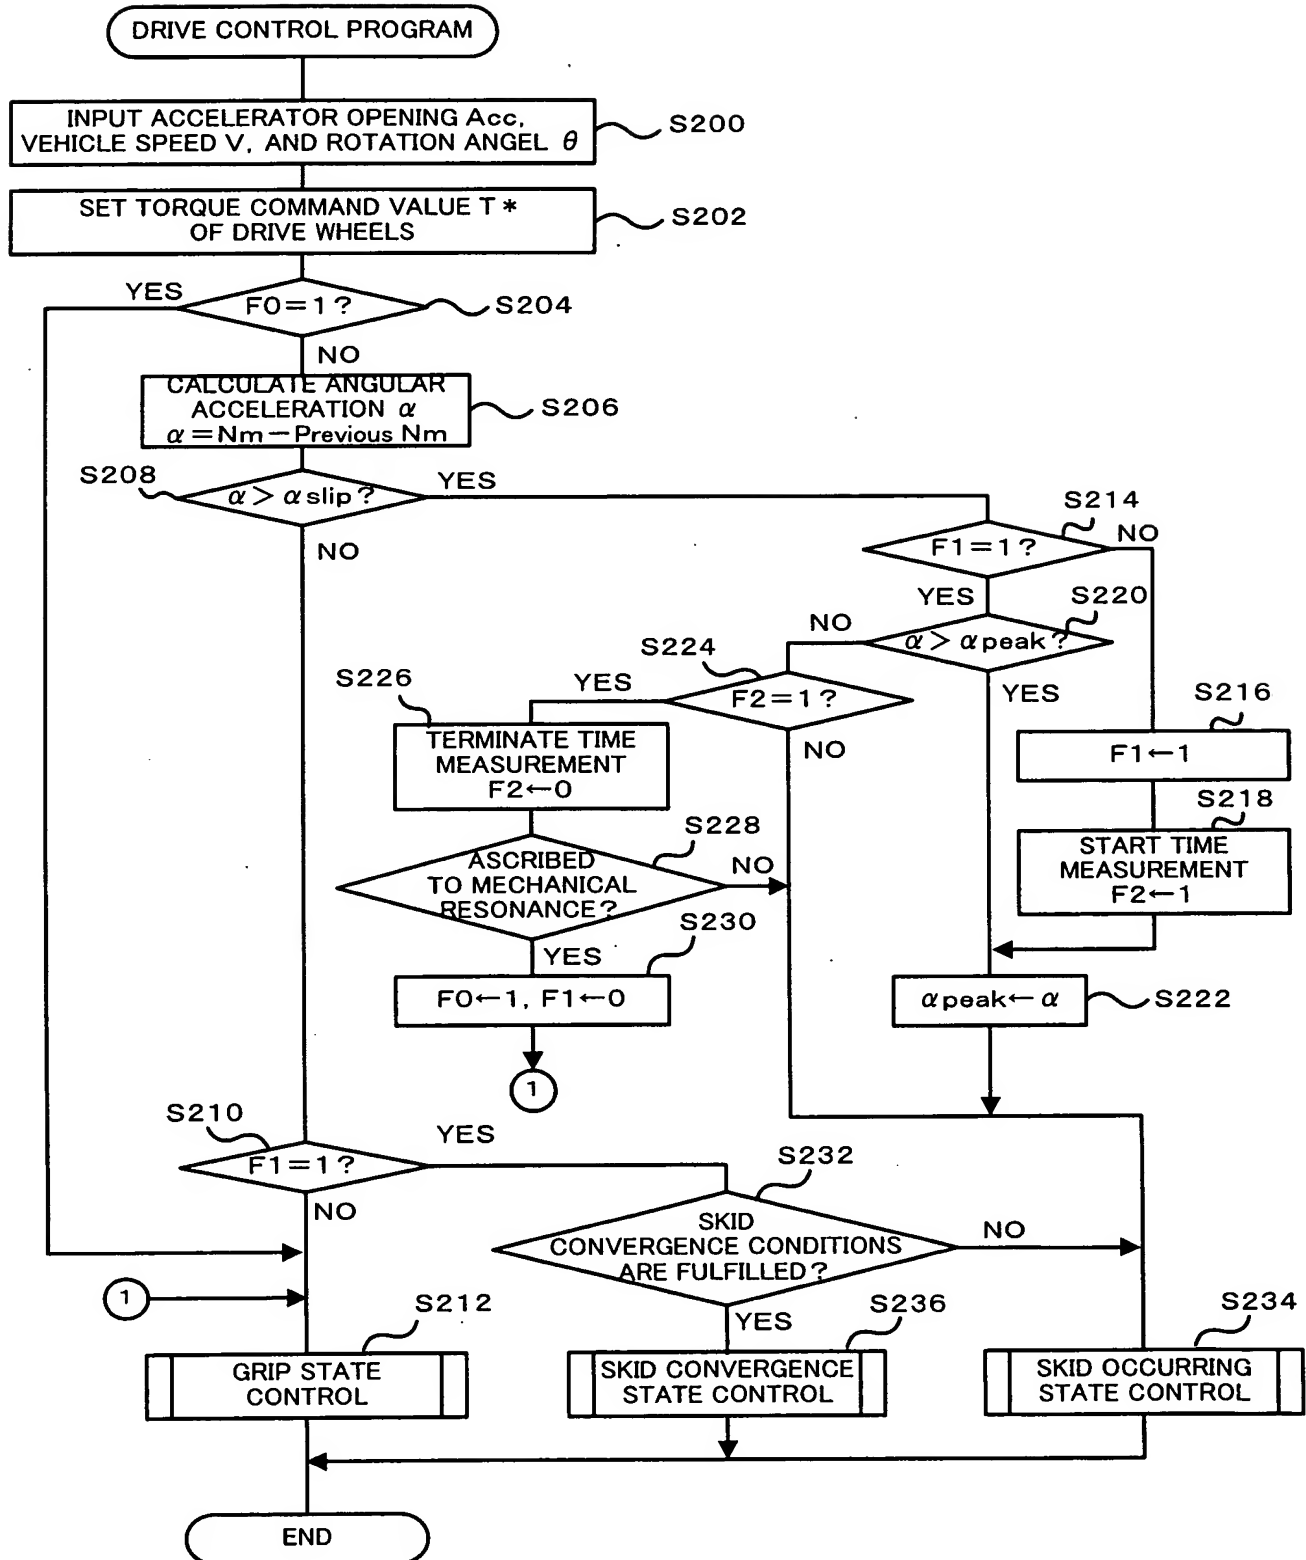 DRIVE CONTROL PROGRAM
INPUT ACCELERATOR OPENING Acc,
VEHICLE SPEED V, AND ROTATION ANGEL θ
S200
SET TORQUE COMMAND VALUE T *
OF DRIVE WHEELS
S202
YES
F0=1?
S204
NO
CALCULATE ANGULAR
ACCELERATION α
α=Nm−Previous Nm
S206
S208
α > α slip?
YES
NO
S214
F1=1?
NO
YES
S220
NO
α > α peak?
S224
YES
F2=1?
YES
S226
NO
TERMINATE TIME
MEASUREMENT
F2←0
S216
F1←1
S218
START TIME
MEASUREMENT
F2←1
S228
ASCRIBED
TO MECHANICAL
RESONANCE?
NO
YES
S230
F0←1, F1←0
α peak← α
S222
1
S210
F1=1?
YES
NO
S232
SKID
CONVERGENCE CONDITIONS
ARE FULFILLED?
NO
YES
1
S212
GRIP STATE
CONTROL
S236
SKID CONVERGENCE
STATE CONTROL
S234
SKID OCCURRING
STATE CONTROL
END